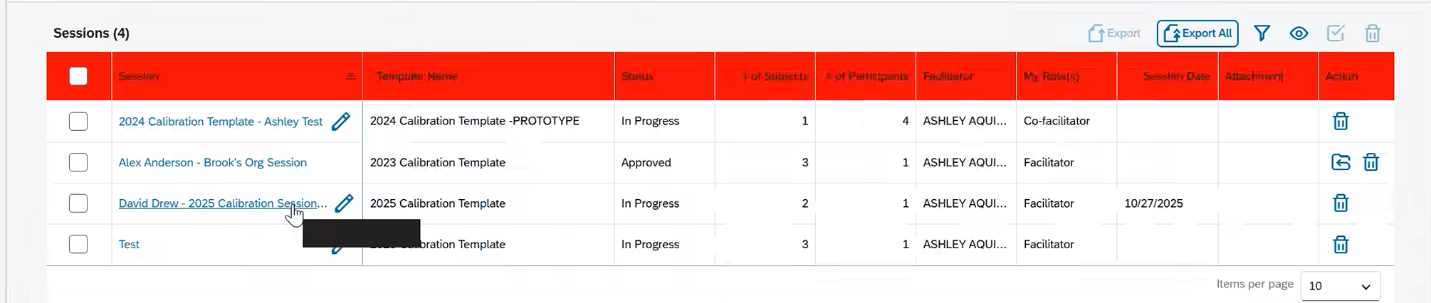 Sessions (4) Export Export All
Session Template Name Status # of Subjects # of Participants Facilitator My Role(s) Session Date Attachment Action
2024 Calibration Template - Ashley Test 2024 Calibration Template -PROTOTYPE In Progress 1 4 ASHLEY AQUI... Co-facilitator
Alex Anderson - Brook's Org Session 2023 Calibration Template Approved 3 1 ASHLEY AQUI... Facilitator
David Drew - 2025 Calibration Session... 2025 Calibration Template In Progress 2 1 ASHLEY AQUI... Facilitator 10/27/2025
Test Calibration Template In Progress 3 1 ASHLEY AQUI... Facilitator
Items per page 10